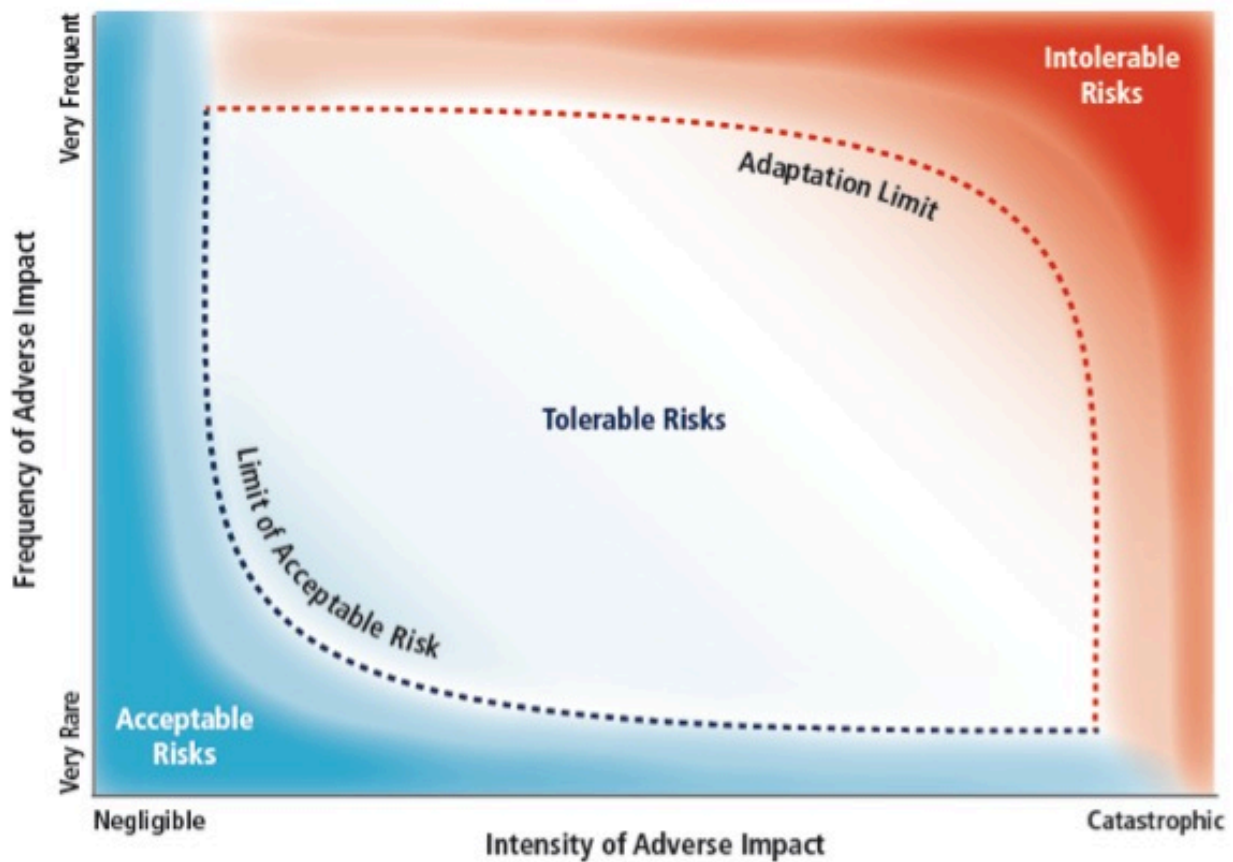 Very Frequent
Intolerable
Risks
Adaptation Limit
Frequency of Adverse Impact
Tolerable Risks
Limit of Acceptable Risk
Very Rare
Acceptable
Risks
Negligible
Catastrophic
Intensity of Adverse Impact